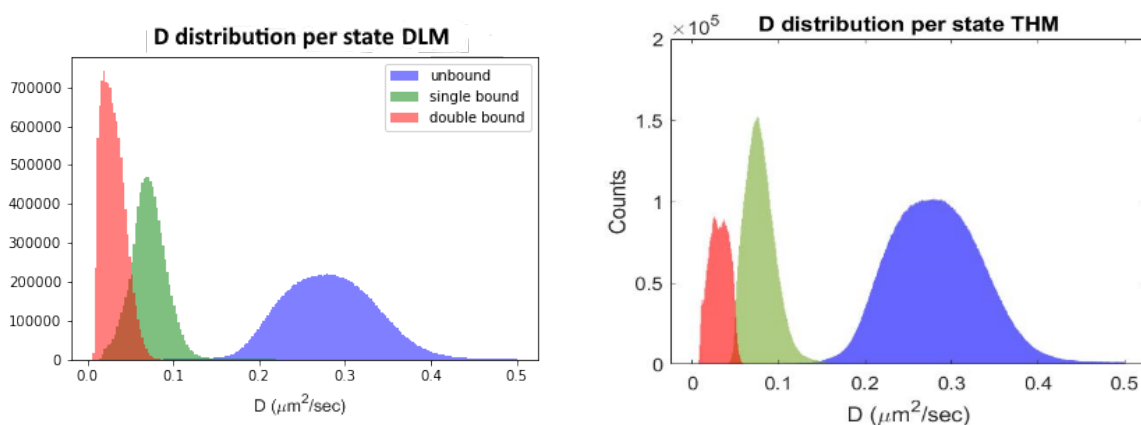 D distribution per state DLM
unbound
single bound
double bound
700000
600000
500000
400000
300000
200000
100000
0
0.0 0.1 0.2 0.3 0.4 0.5
D (μm²/sec)
D distribution per state THM
×10⁵
2
1.5
1
0.5
0
Counts
0 0.1 0.2 0.3 0.4 0.5
D (μm²/sec)